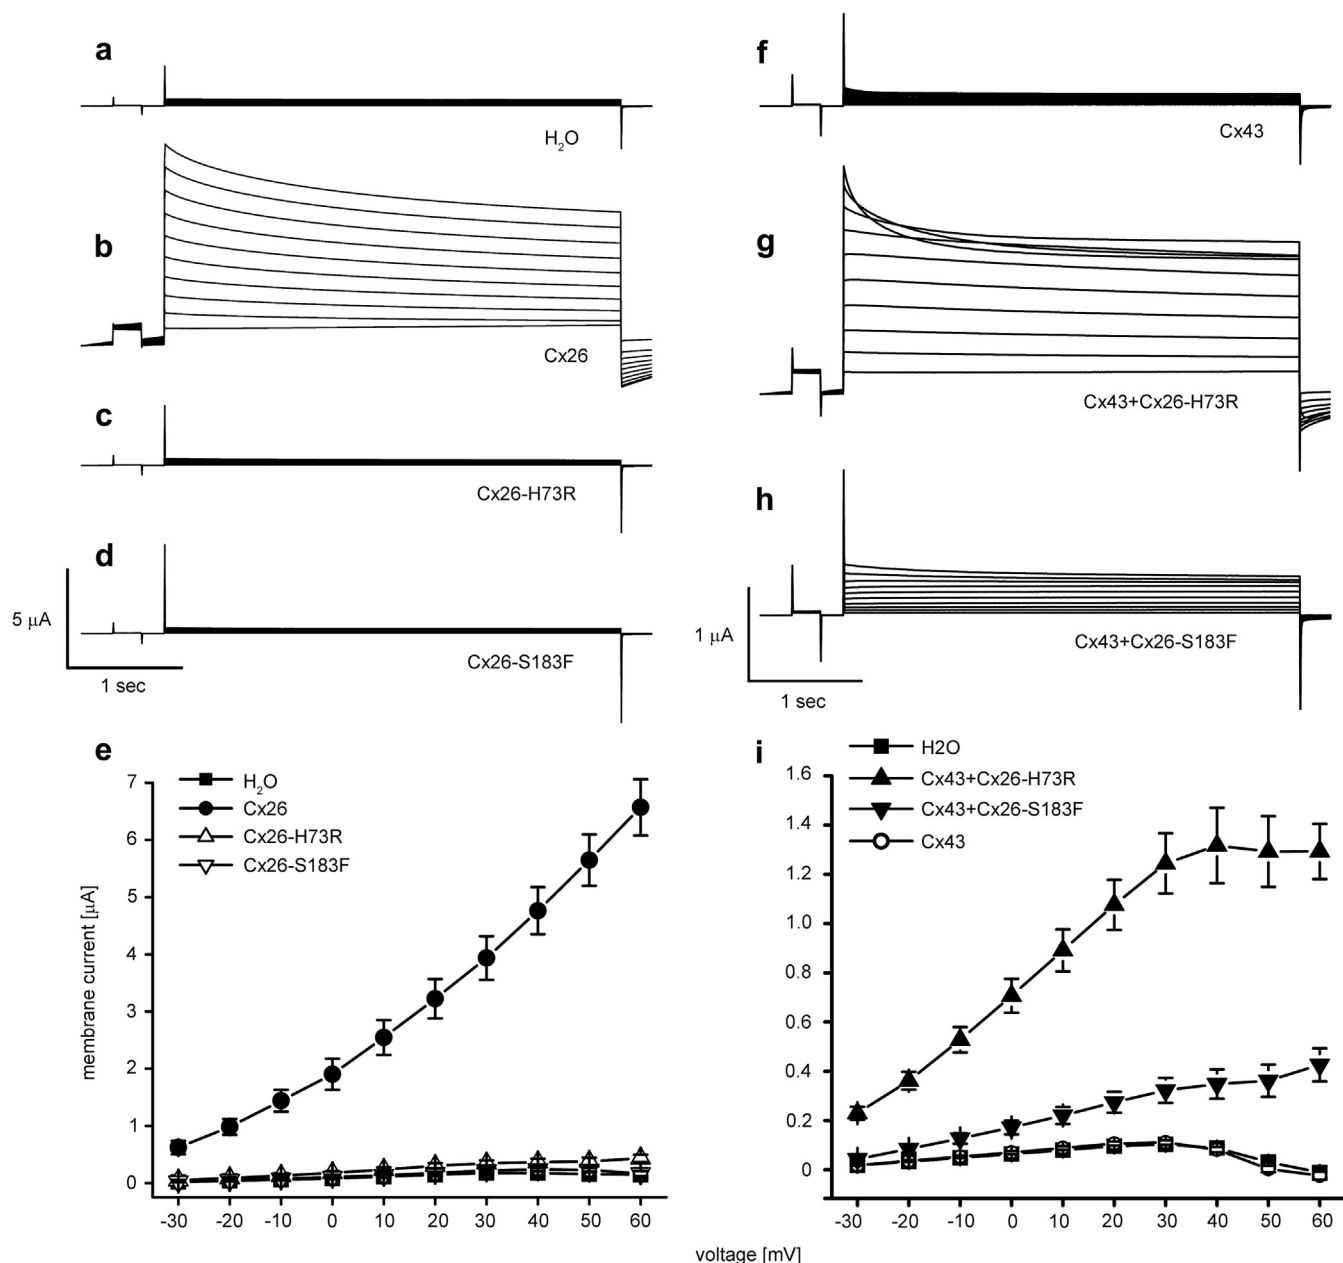 a
H₂O
b
Cx26
c
Cx26-H73R
d
Cx26-S183F
5 μA
1 sec
e
H₂O
Cx26
Cx26-H73R
Cx26-S183F
7
6
5
4
3
2
1
0
membrane current [μA]
-30 -20 -10 0 10 20 30 40 50 60
f
Cx43
g
Cx43+Cx26-H73R
h
Cx43+Cx26-S183F
1 μA
1 sec
i
H2O
Cx43+Cx26-H73R
Cx43+Cx26-S183F
Cx43
1.6
1.4
1.2
1.0
0.8
0.6
0.4
0.2
0
-30 -20 -10 0 10 20 30 40 50 60
voltage [mV]